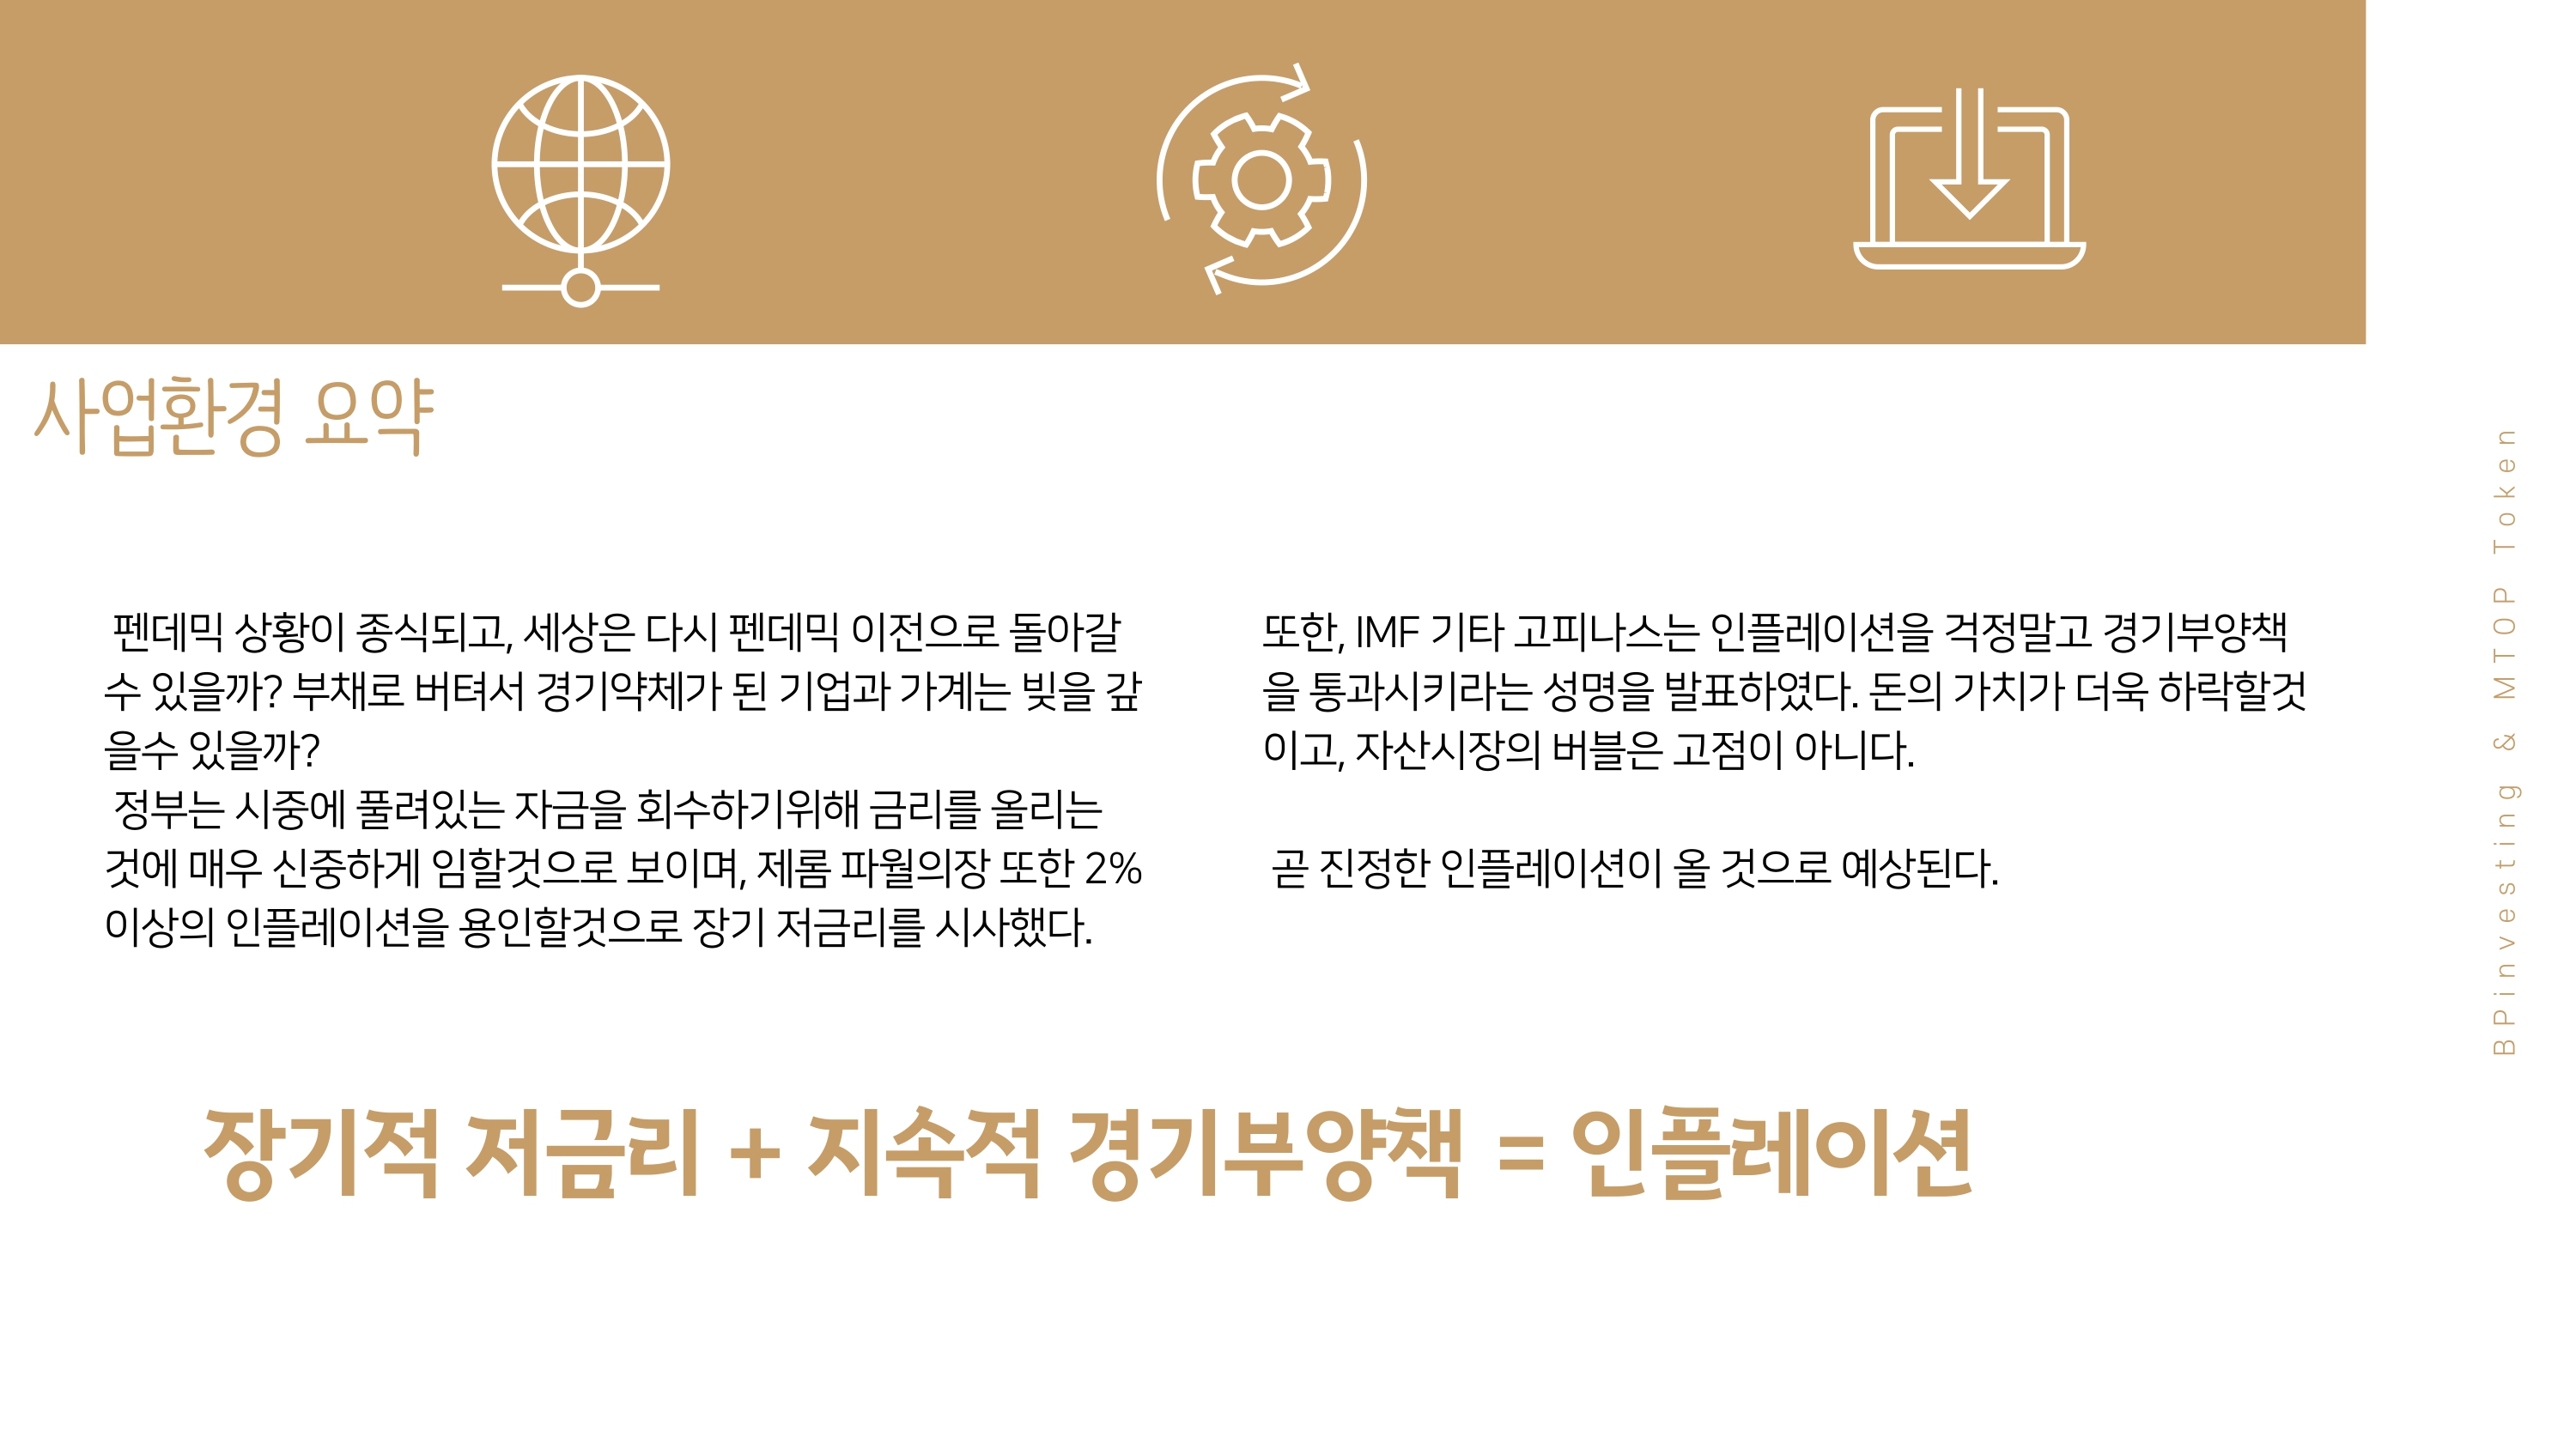 사업환경 요약
펜데믹 상황이 종식되고, 세상은 다시 펜데믹 이전으로 돌아갈
수 있을까? 부채로 버텨서 경기약체가 된 기업과 가계는 빚을 갚
을수 있을까?
정부는 시중에 풀려있는 자금을 회수하기위해 금리를 올리는
것에 매우 신중하게 임할것으로 보이며, 제롬 파월의장 또한 2%
이상의 인플레이션을 용인할것으로 장기 저금리를 시사했다.
또한, IMF 기타 고피나스는 인플레이션을 걱정말고 경기부양책
을 통과시키라는 성명을 발표하였다. 돈의 가치가 더욱 하락할것
이고, 자산시장의 버블은 고점이 아니다.
곧 진정한 인플레이션이 올 것으로 예상된다.
장기적 저금리 + 지속적 경기부양책 = 인플레이션
BPinvesting & MTOP Token